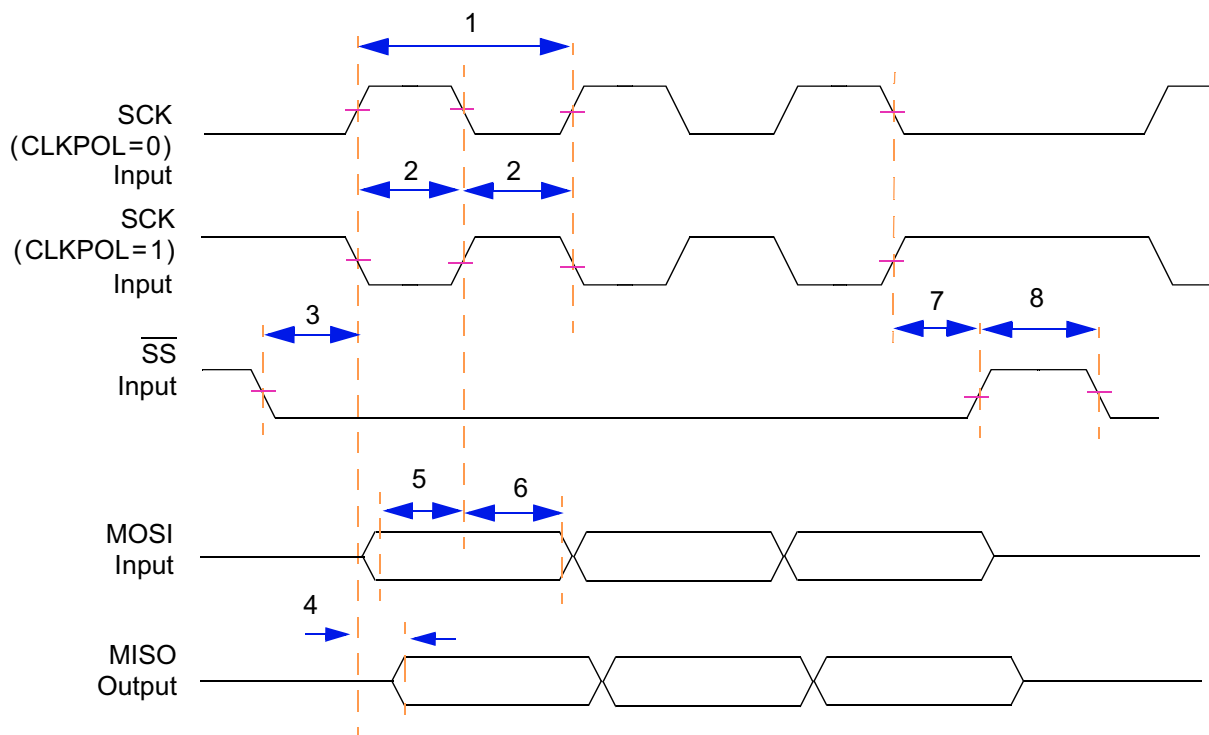 1
SCK
(CLKPOL=0)
Input
2 2
SCK
(CLKPOL=1)
Input
3
7 8
SS
Input
5 6
MOSI
Input
4
MISO
Output